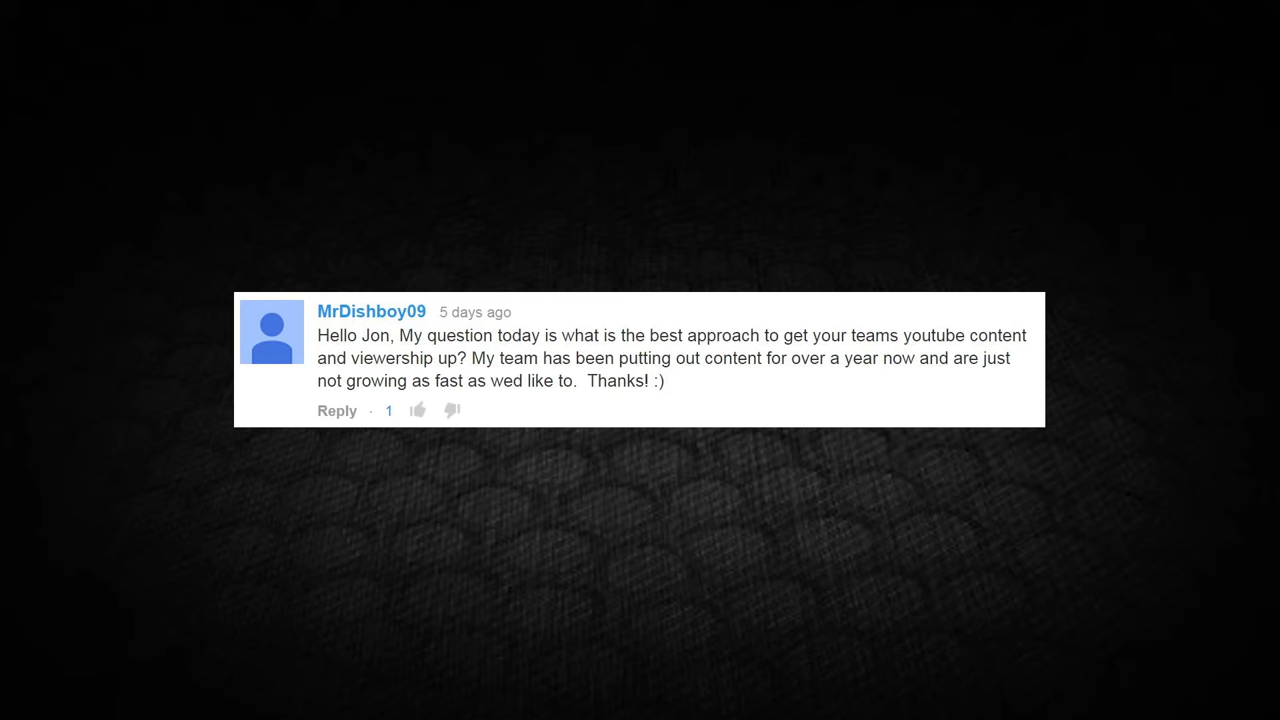 MrDishboy09 5 days ago
Hello Jon, My question today is what is the best approach to get your teams youtube content
and viewership up? My team has been putting out content for over a year now and are just
not growing as fast as wed like to.  Thanks! :)
Reply · 1